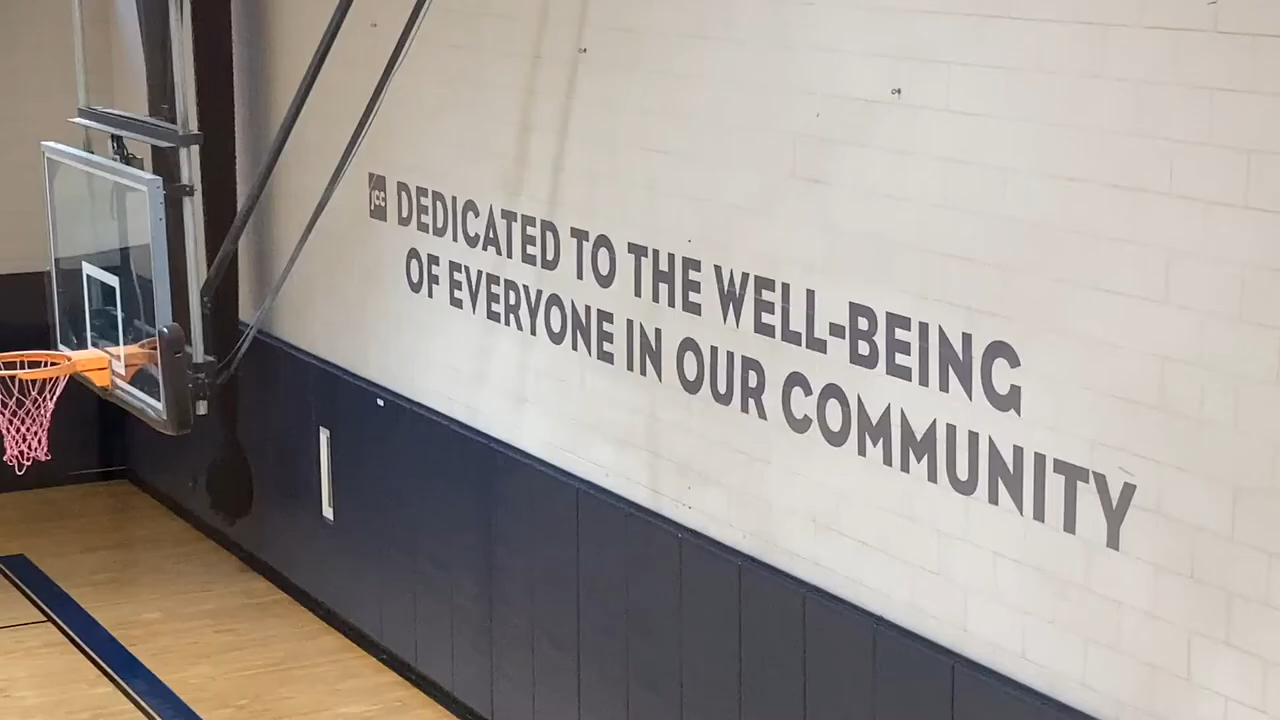 jcc DEDICATED TO THE WELL-BEING
OF EVERYONE IN OUR COMMUNITY